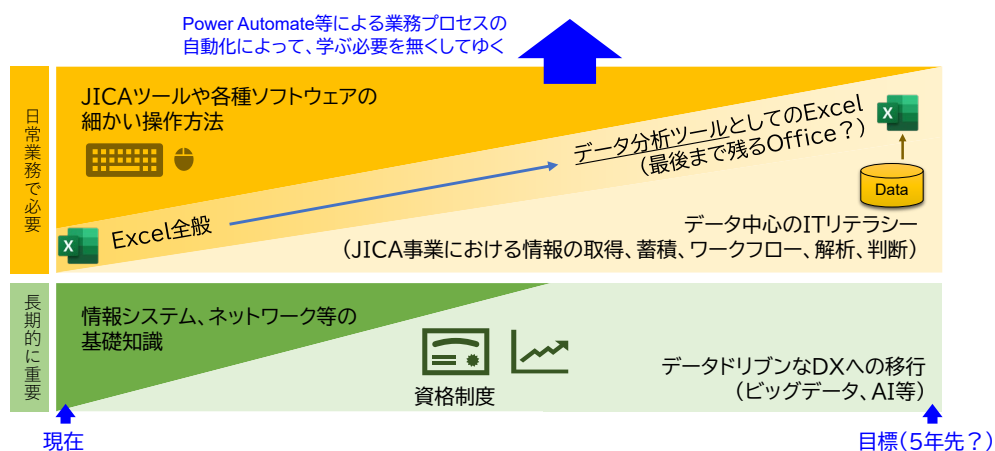 Power Automate等による業務プロセスの
自動化によって、学ぶ必要を無くしてゆく
日常業務で必要
JICAツールや各種ソフトウェアの
細かい操作方法
データ分析ツールとしてのExcel
(最後まで残るOffice？)
X
Data
X
Excel全般
データ中心のITリテラシー
(JICA事業における情報の取得、蓄積、ワークフロー、解析、判断)
長期的に重要
情報システム、ネットワーク等の
基礎知識
資格制度
データドリブンなDXへの移行
(ビッグデータ、AI等)
現在
目標(5年先？)